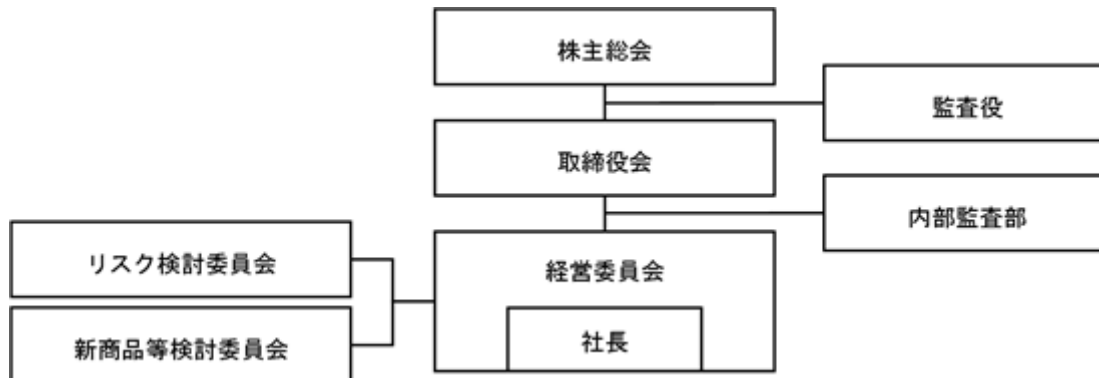 株主総会
監査役
取締役会
内部監査部
リスク検討委員会
経営委員会
社長
新商品等検討委員会